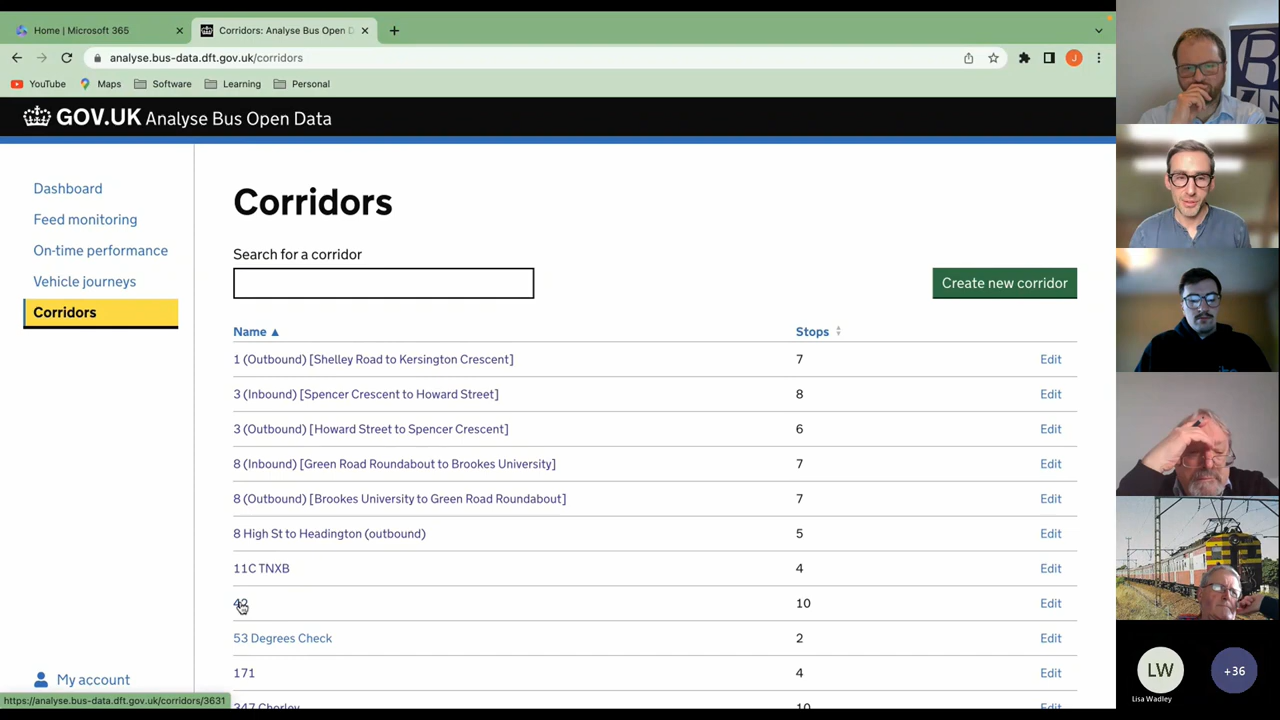 Home | Microsoft 365
Corridors: Analyse Bus Open D
analyse.bus-data.dft.gov.uk/corridors
J
YouTube
Maps
Software
Learning
Personal
GOV.UK Analyse Bus Open Data
Dashboard
Feed monitoring
On-time performance
Vehicle journeys
Corridors
My account
Corridors
Search for a corridor
Create new corridor
Name ▲ Stops
1 (Outbound) [Shelley Road to Kersington Crescent] 7 Edit
3 (Inbound) [Spencer Crescent to Howard Street] 8 Edit
3 (Outbound) [Howard Street to Spencer Crescent] 6 Edit
8 (Inbound) [Green Road Roundabout to Brookes University] 7 Edit
8 (Outbound) [Brookes University to Green Road Roundabout] 7 Edit
8 High St to Headington (outbound) 5 Edit
11C TNXB 4 Edit
42 10 Edit
53 Degrees Check 2 Edit
171 4 Edit
347 Chorley 10 Edit
https://analyse.bus-data.dft.gov.uk/corridors/3631
LW
Lisa Wadley
+36